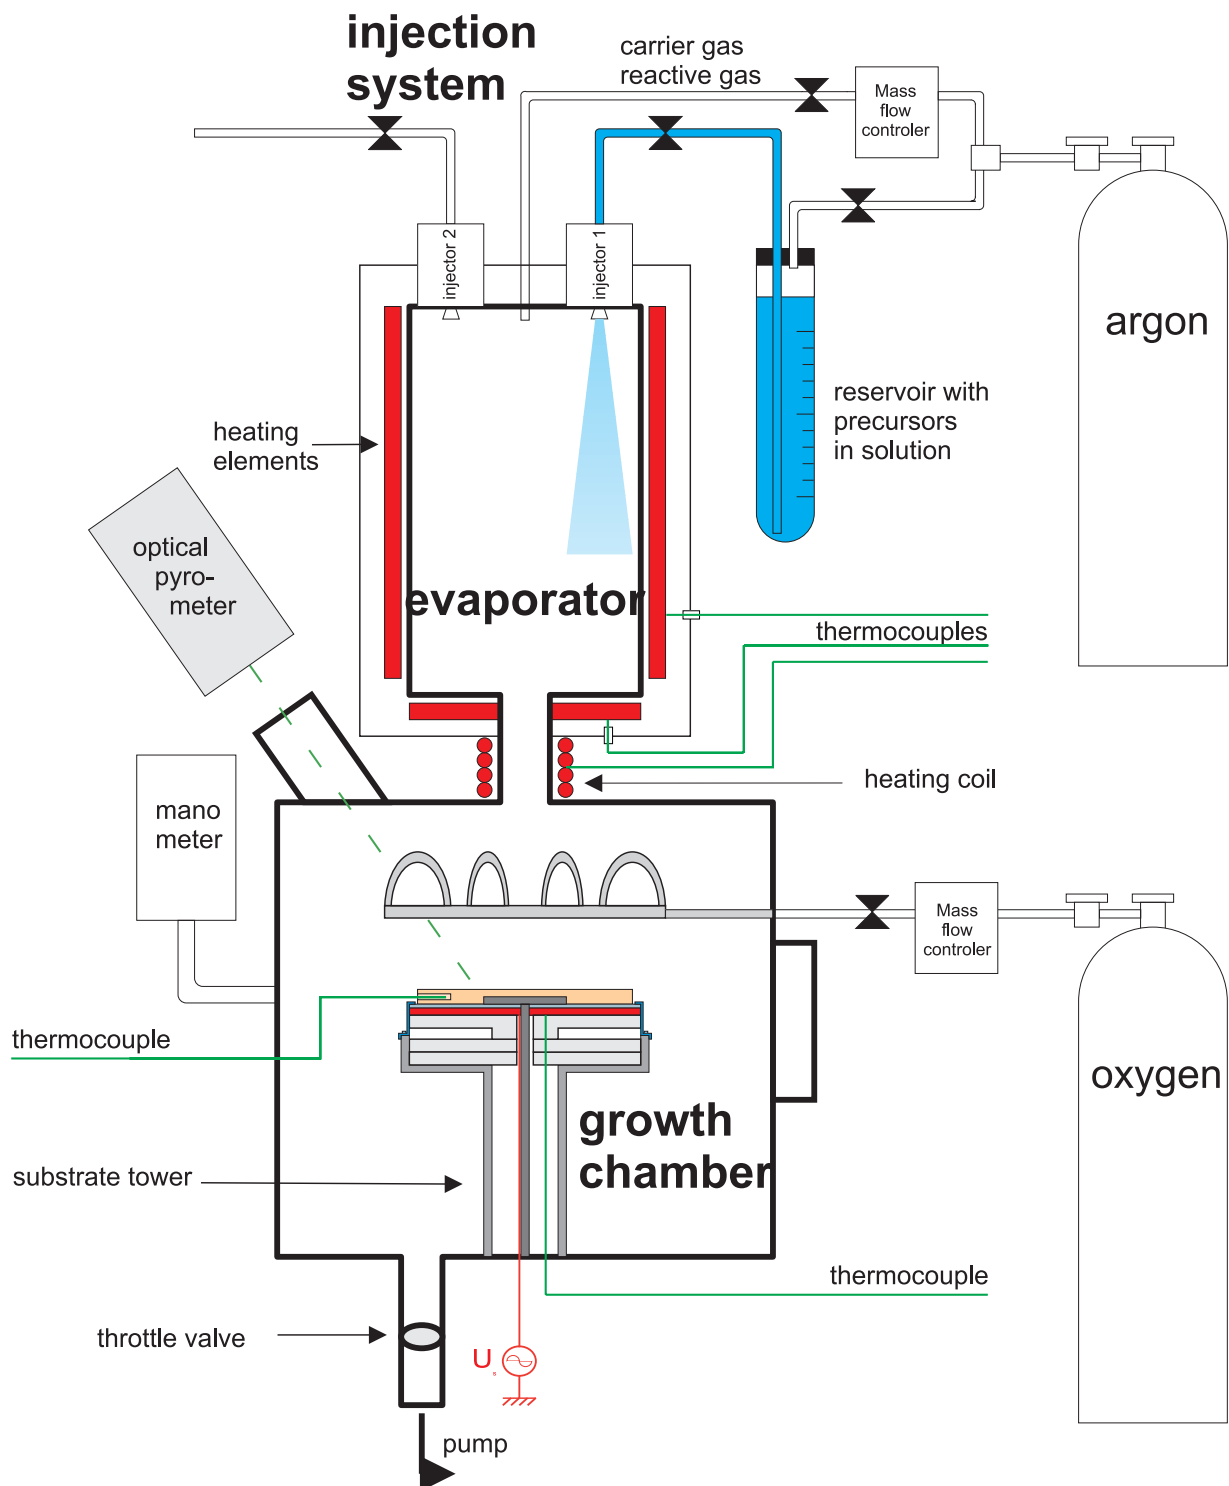 injection
system
carrier gas
reactive gas
Mass
flow
controler
injector 2
injector 1
argon
reservoir with
precursors
in solution
heating
elements
optical
pyro-
meter
evaporator
thermocouples
heating coil
mano
meter
Mass
flow
controler
thermocouple
oxygen
growth
chamber
substrate tower
thermocouple
throttle valve
U s
pump